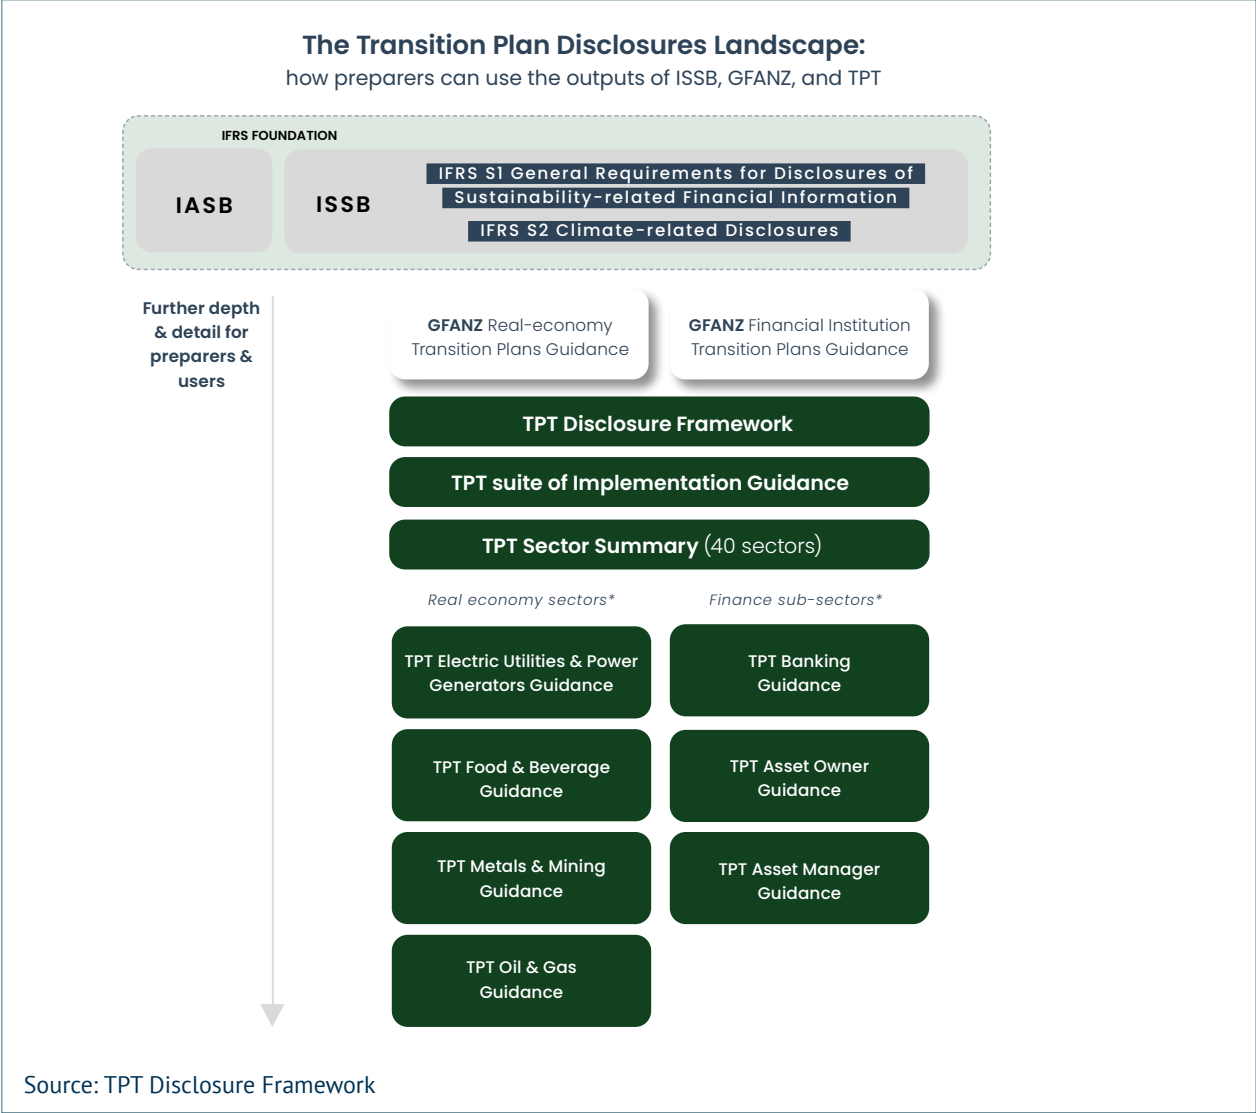 The Transition Plan Disclosures Landscape:
how preparers can use the outputs of ISSB, GFANZ, and TPT
IFRS FOUNDATION
IASB
ISSB
IFRS S1 General Requirements for Disclosures of
Sustainability-related Financial Information
IFRS S2 Climate-related Disclosures
Further depth
& detail for
preparers &
users
GFANZ Real-economy
Transition Plans Guidance
GFANZ Financial Institution
Transition Plans Guidance
TPT Disclosure Framework
TPT suite of Implementation Guidance
TPT Sector Summary (40 sectors)
Real economy sectors*
Finance sub-sectors*
TPT Electric Utilities & Power
Generators Guidance
TPT Banking
Guidance
TPT Food & Beverage
Guidance
TPT Asset Owner
Guidance
TPT Metals & Mining
Guidance
TPT Asset Manager
Guidance
TPT Oil & Gas
Guidance
Source: TPT Disclosure Framework